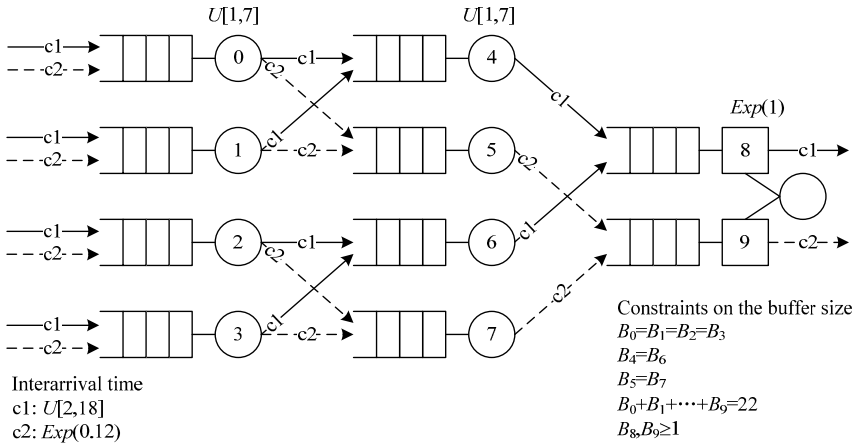 U[1,7]
U[1,7]
c1
c2
0
c1
c2
4
c1
Exp(1)
c1
c2
1
c1
c2
5
c2
8
c1
c1
c2
2
c1
c2
6
c1
9
c2
c1
c2
3
c1
c2
7
c2
Interarrival time
c1: U[2,18]
c2: Exp(0.12)
Constraints on the buffer size
B0=B1=B2=B3
B4=B6
B5=B7
B0+B1+···+B9=22
B8,B9≥1